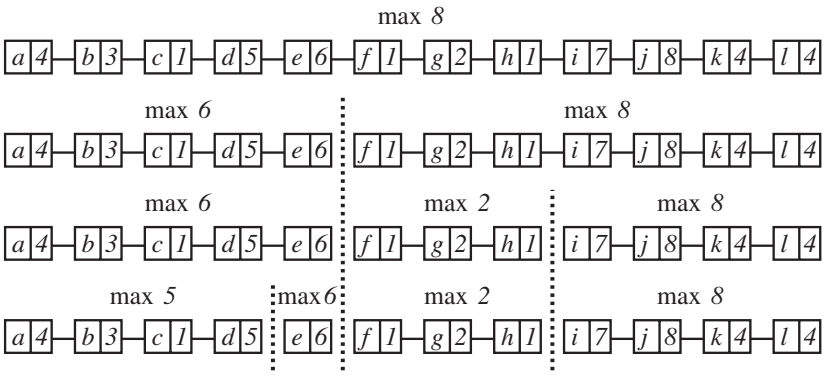 max 8
a 4 b 3 c 1 d 5 e 6 f 1 g 2 h 1 i 7 j 8 k 4 l 4
max 6 max 8
a 4 b 3 c 1 d 5 e 6 f 1 g 2 h 1 i 7 j 8 k 4 l 4
max 6 max 2 max 8
a 4 b 3 c 1 d 5 e 6 f 1 g 2 h 1 i 7 j 8 k 4 l 4
max 5 max6 max 2 max 8
a 4 b 3 c 1 d 5 e 6 f 1 g 2 h 1 i 7 j 8 k 4 l 4